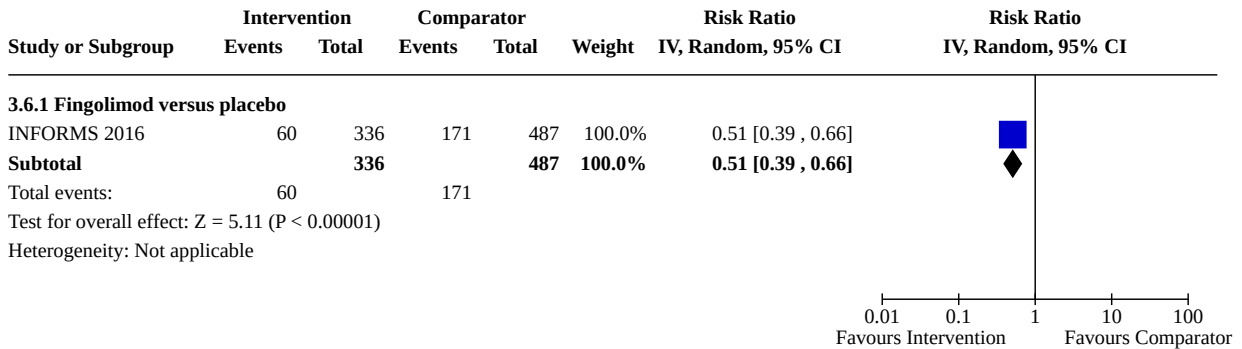 Intervention Comparator Risk Ratio Risk Ratio
Study or Subgroup Events Total Events Total Weight IV, Random, 95% CI IV, Random, 95% CI
3.6.1 Fingolimod versus placebo
INFORMS 2016 60 336 171 487 100.0% 0.51 [0.39 , 0.66]
Subtotal 336 487 100.0% 0.51 [0.39 , 0.66]
Total events: 60 171
Test for overall effect: Z = 5.11 (P < 0.00001)
Heterogeneity: Not applicable
0.01 0.1 1 10 100
Favours Intervention Favours Comparator